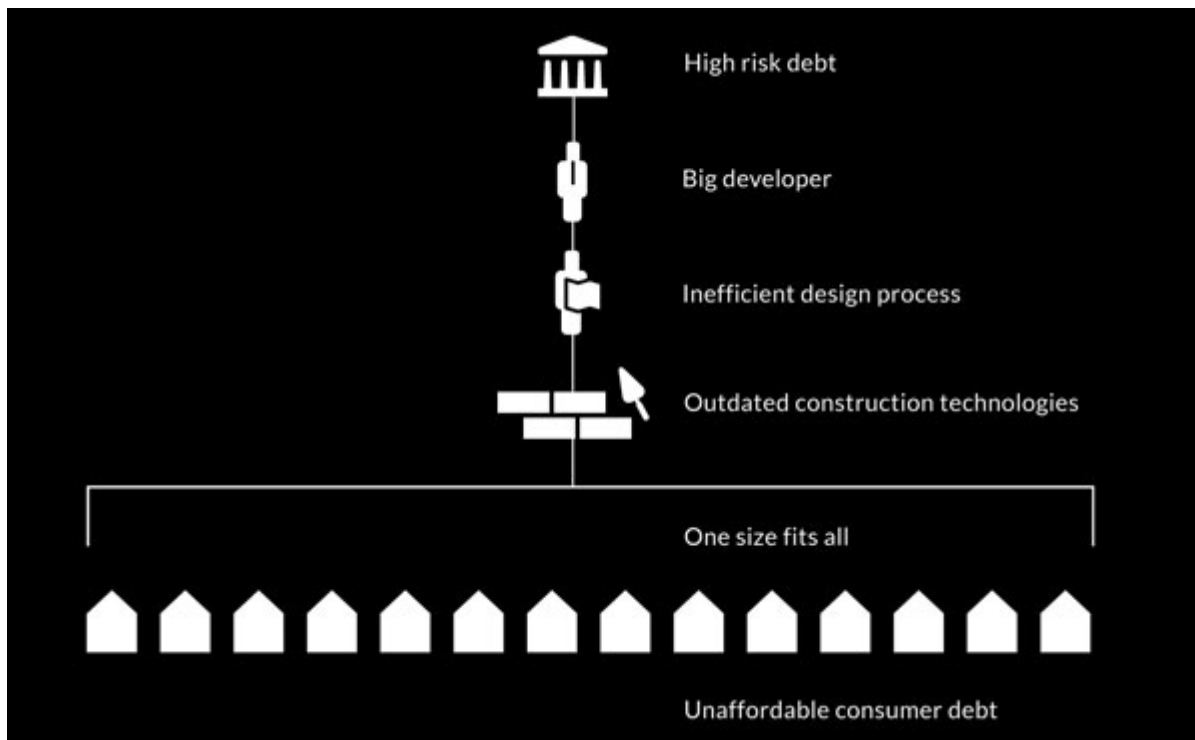 High risk debt
Big developer
Inefficient design process
Outdated construction technologies
One size fits all
Unaffordable consumer debt